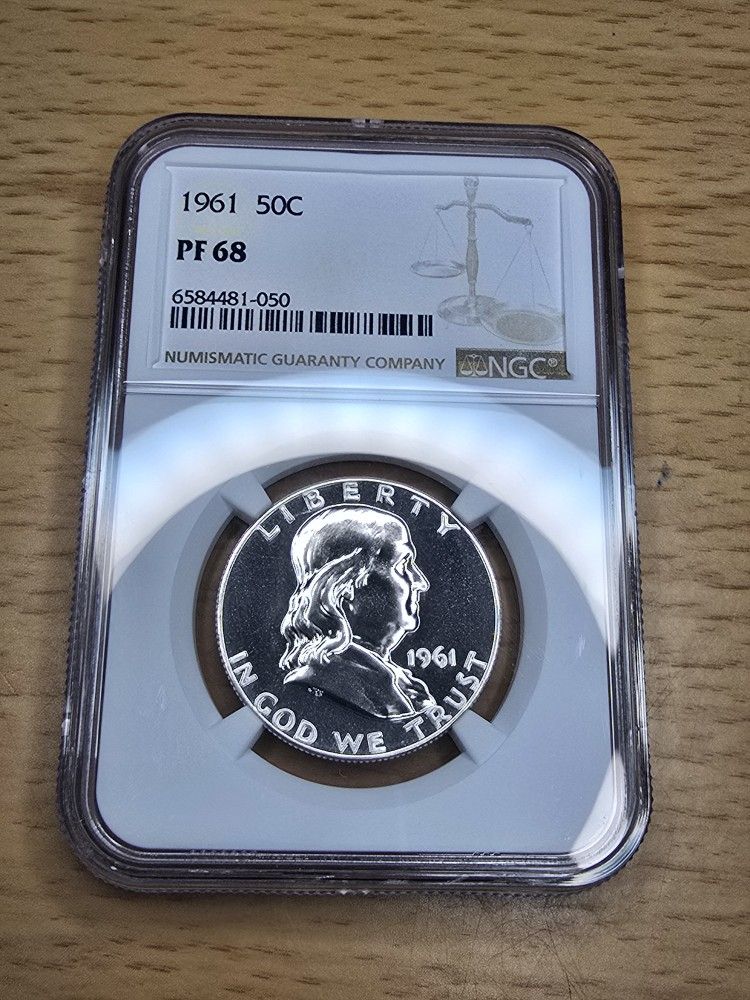 1961 50C
PF 68
6584481-050
NUMISMATIC GUARANTY COMPANY NGC®
LIBERTY
1961
IN GOD WE TRUST